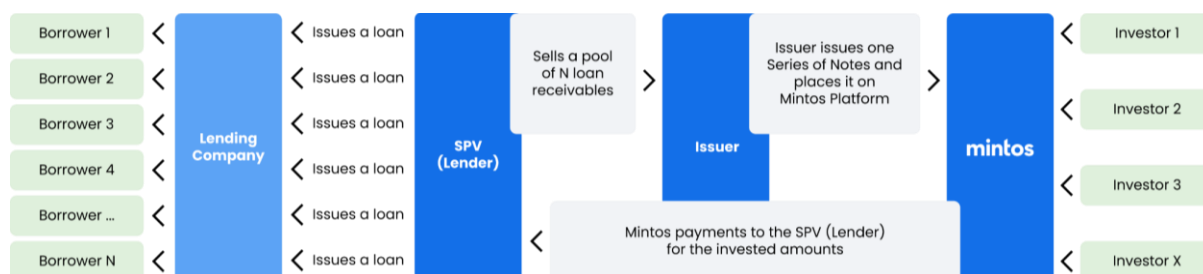 Borrower 1
Borrower 2
Borrower 3
Borrower 4
Borrower ...
Borrower N
Lending
Company
Issues a loan
Issues a loan
Issues a loan
Issues a loan
Issues a loan
Issues a loan
SPV
(Lender)
Sells a pool
of N loan
receivables
Issuer
Issuer issues one
Series of Notes and
places it on
Mintos Platform
mintos
Mintos payments to the SPV (Lender)
for the invested amounts
Investor 1
Investor 2
Investor 3
Investor X